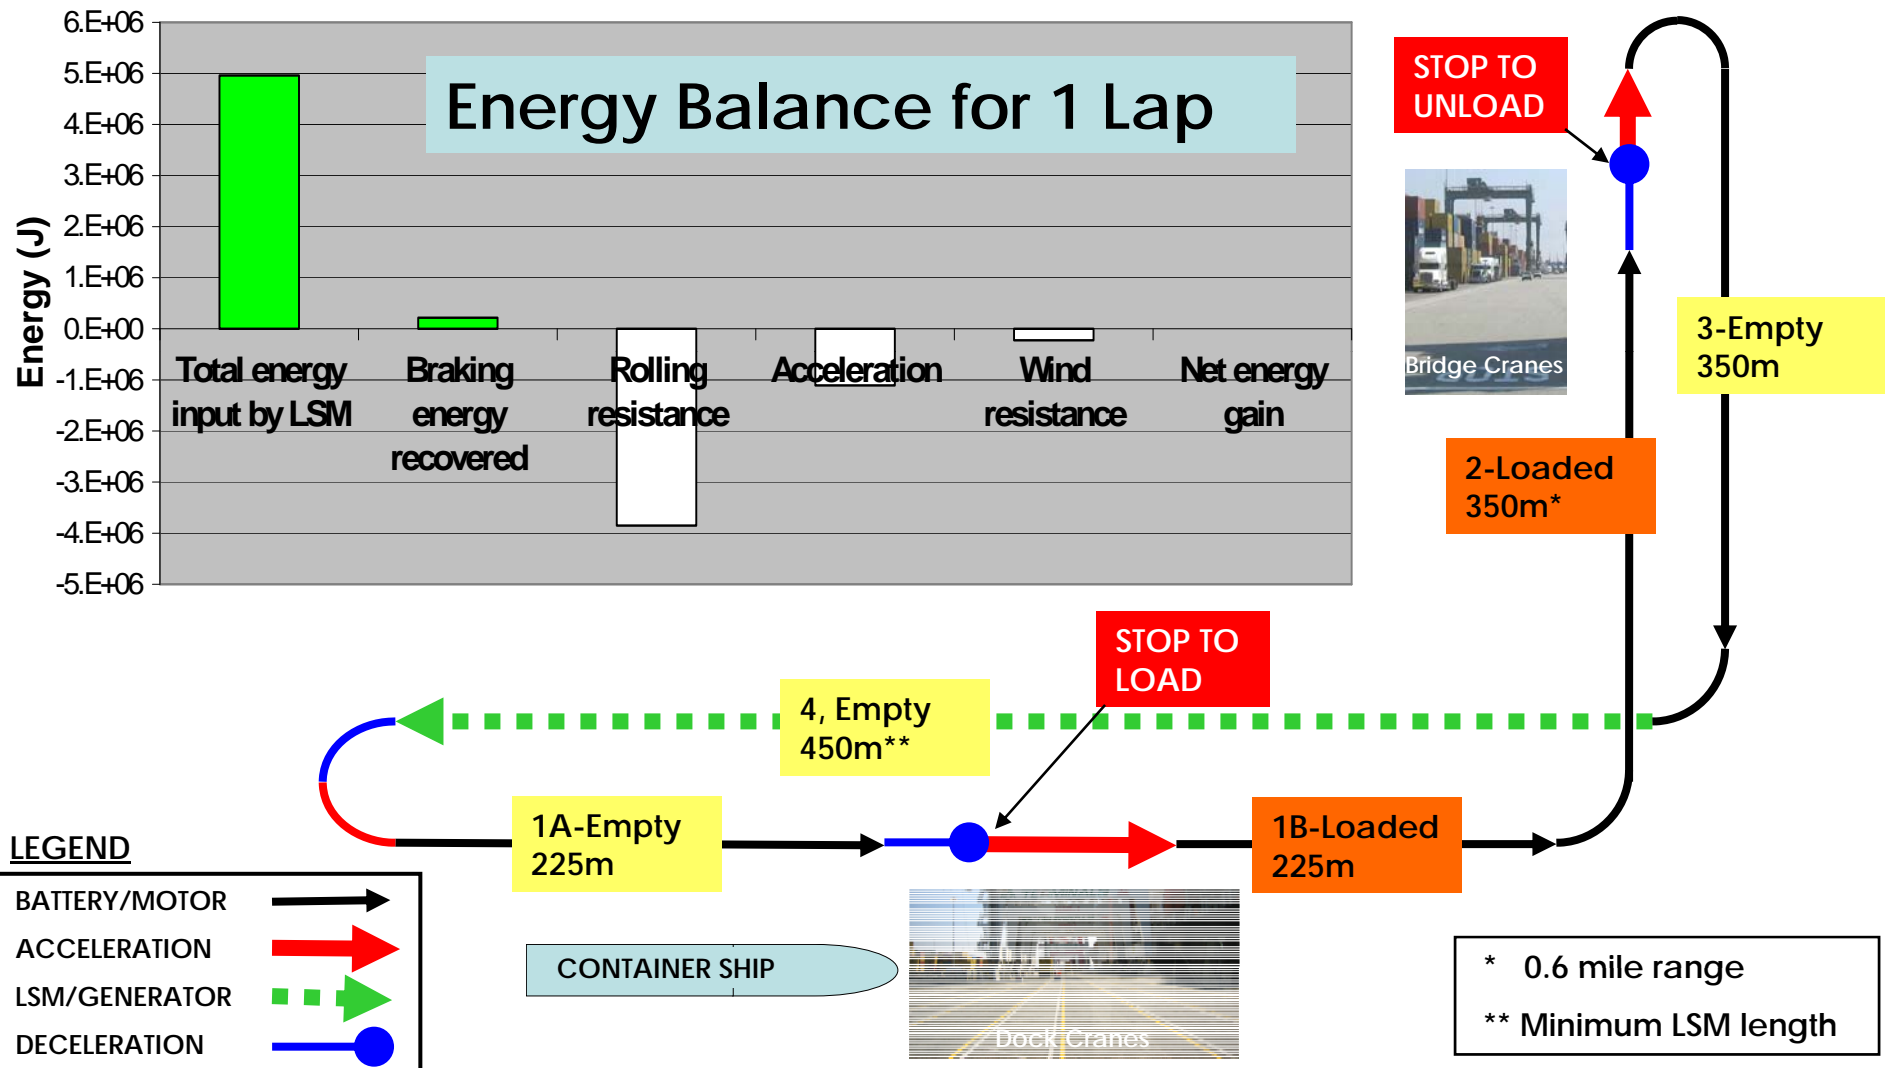 Energy Balance for 1 Lap
Energy (J)
6.E+06
5.E+06
4.E+06
3.E+06
2.E+06
1.E+06
0.E+00
-1.E+06
-2.E+06
-3.E+06
-4.E+06
-5.E+06
Total energy
input by LSM
Braking
energy
recovered
Rolling
resistance
Acceleration
Wind
resistance
Net energy
gain
STOP TO
UNLOAD
Bridge Cranes
3-Empty
350m
2-Loaded
350m*
STOP TO
LOAD
4, Empty
450m**
1A-Empty
225m
1B-Loaded
225m
LEGEND
BATTERY/MOTOR
ACCELERATION
LSM/GENERATOR
DECELERATION
CONTAINER SHIP
Dock Cranes
* 0.6 mile range
** Minimum LSM length